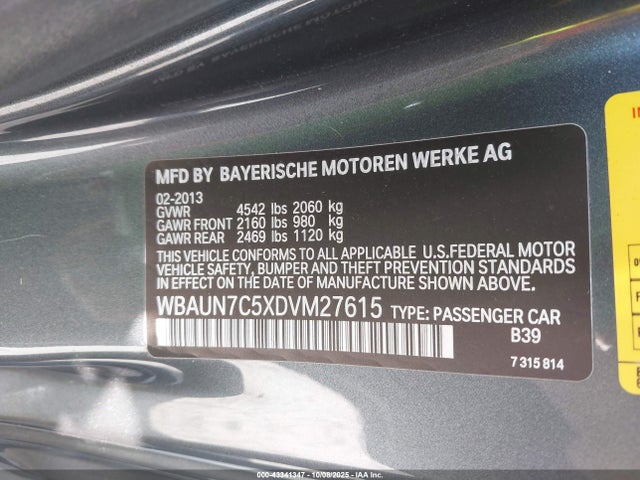 MFD BY BAYERISCHE MOTOREN WERKE AG
02-2013
GVWR 4542 lbs 2060 kg
GAWR FRONT 2160 lbs 980 kg
GAWR REAR 2469 lbs 1120 kg
THIS VEHICLE CONFORMS TO ALL APPLICABLE U.S.FEDERAL MOTOR
VEHICLE SAFETY, BUMPER, AND THEFT PREVENTION STANDARDS
IN EFFECT ON THE DATE OF MANUFACTURE SHOWN ABOVE.
WBAUN7C5XDVM27615 TYPE: PASSENGER CAR
B39
7 315 814
Stock #: 43341347 - 10/08/2025 - IAA Inc.